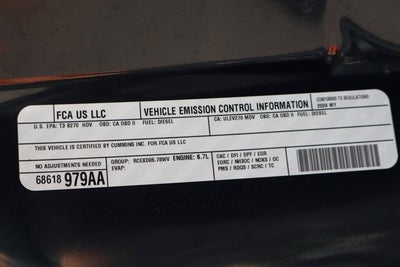 FCA US LLC VEHICLE EMISSION CONTROL INFORMATION CONFORMS TO REGULATIONS:
2024 MY
U.S. EPA: T3 B270 HDV OBD: CA OBD II FUEL: DIESEL CA: ULEV270 MDV OBD: CA OBD II FUEL: DIESEL
THIS VEHICLE IS CERTIFIED BY CUMMINS INC. FOR FCA US LLC
NO ADJUSTMENTS NEEDED GROUP: RCEXD06.78WV ENGINE: 6.7L CAC / DFI / DPF / EGR
68618 979AA EVAP: EGRC / NH3OC / NOXS / OC
PMS / RDQS / SCRC / TC